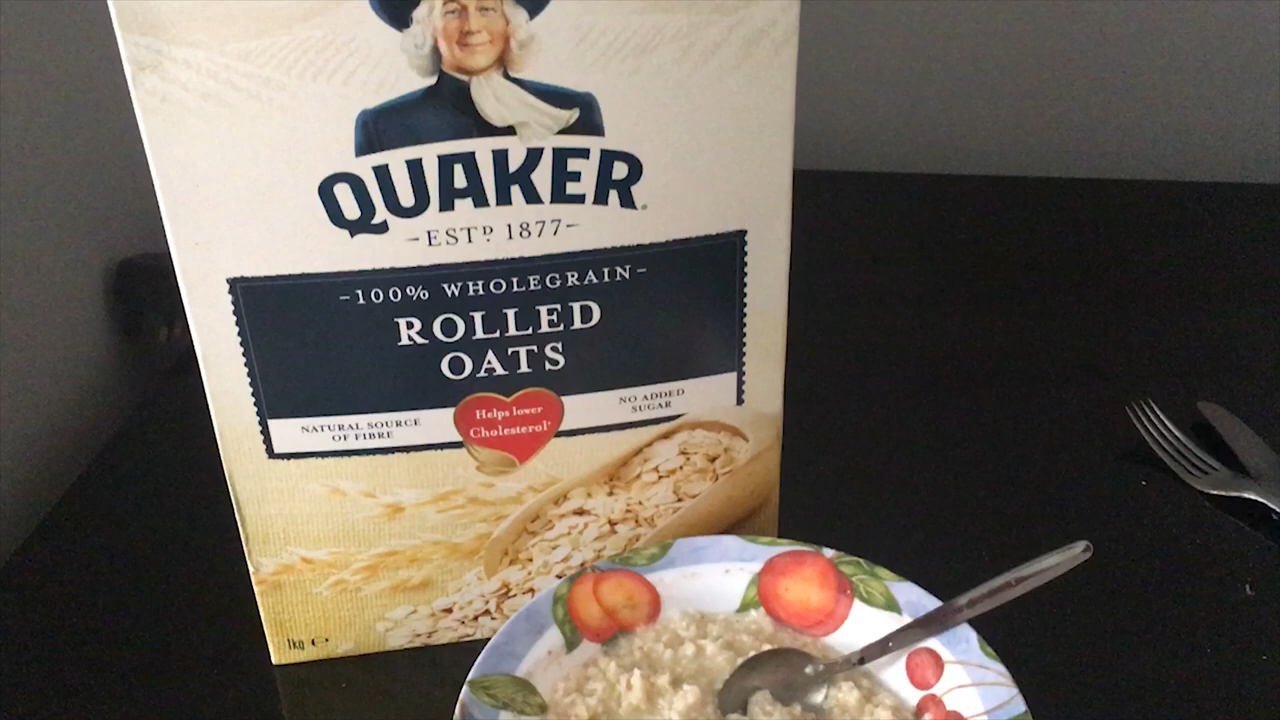 QUAKER
-ESTD 1877-
-100% WHOLEGRAIN-
ROLLED
OATS
NATURAL SOURCE
OF FIBRE
Helps lower
Cholesterol*
NO ADDED
SUGAR
1kg e